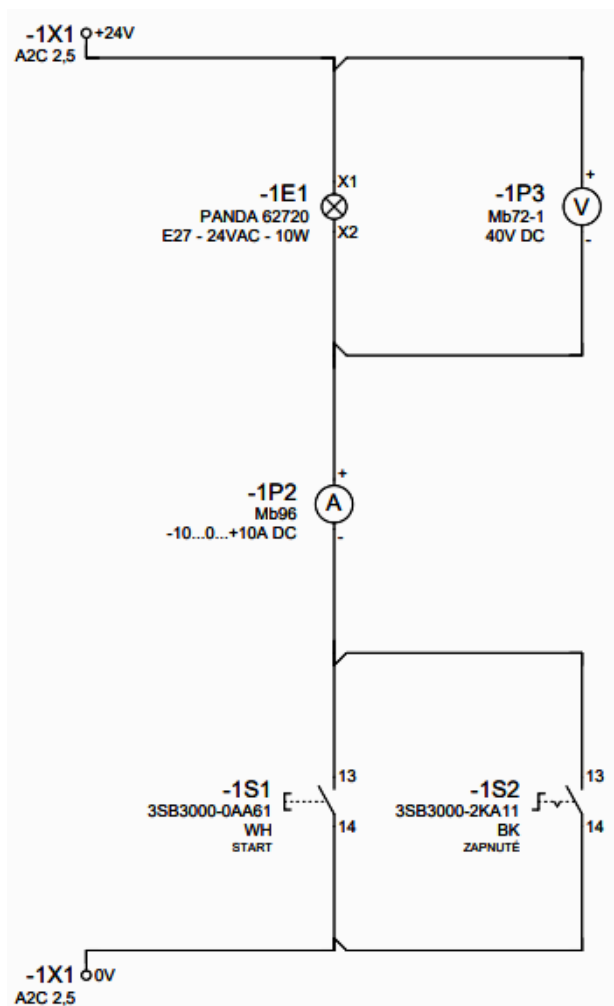 -1X1
+24V
A2C 2,5
-1E1
X1
PANDA 62720
E27 - 24VAC - 10W
X2
-1P3
+
Mb72-1
V
40V DC
-
-1P2
+
Mb96
A
-10...0...+10A DC
-
-1S1
13
3SB3000-0AA61
WH
14
START
-1S2
13
3SB3000-2KA11
BK
14
ZAPNUTÉ
-1X1
0V
A2C 2,5